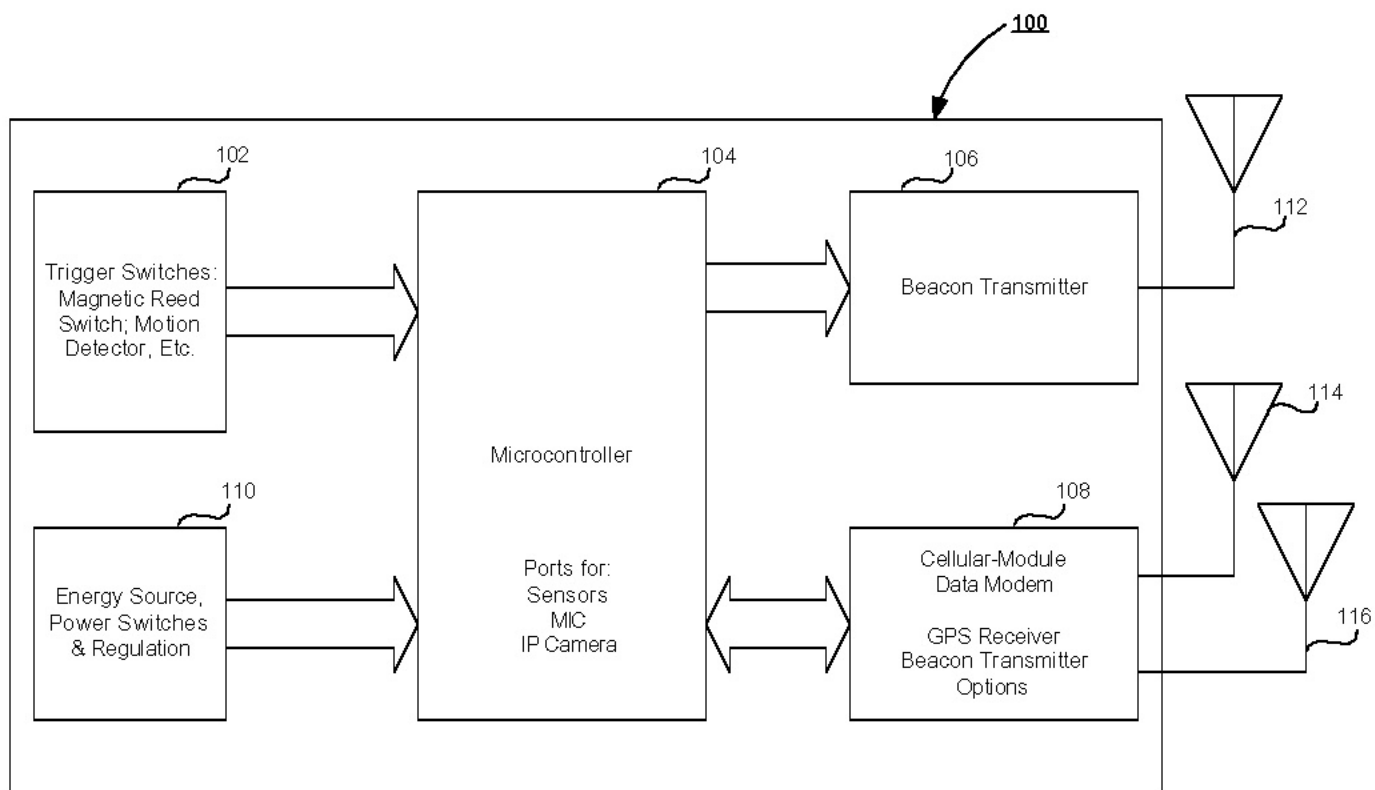 100
102
104
106
112
Trigger Switches:
Magnetic Reed
Switch; Motion
Detector, Etc.
Beacon Transmitter
114
110
Microcontroller
108
Energy Source,
Power Switches
& Regulation
Ports for:
Sensors
MIC
IP Camera
Cellular-Module
Data Modem
GPS Receiver
Beacon Transmitter
Options
116